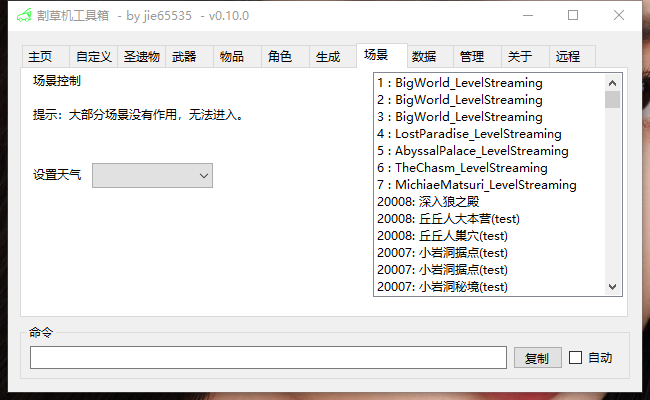 割草机工具箱 - by jie65535 - v0.10.0
主页 自定义 圣遗物 武器 物品 角色 生成 场景 数据 管理 关于 远程
场景控制
提示：大部分场景没有作用，无法进入。
设置天气
1 : BigWorld_LevelStreaming
2 : BigWorld_LevelStreaming
3 : BigWorld_LevelStreaming
4 : LostParadise_LevelStreaming
5 : AbyssalPalace_LevelStreaming
6 : TheChasm_LevelStreaming
7 : MichiaeMatsuri_LevelStreaming
20008: 深入狼之殿
20008: 丘丘人大本营(test)
20008: 丘丘人巢穴(test)
20007: 小岩洞据点(test)
20007: 小岩洞据点(test)
20007: 小岩洞秘境(test)
命令
复制 自动